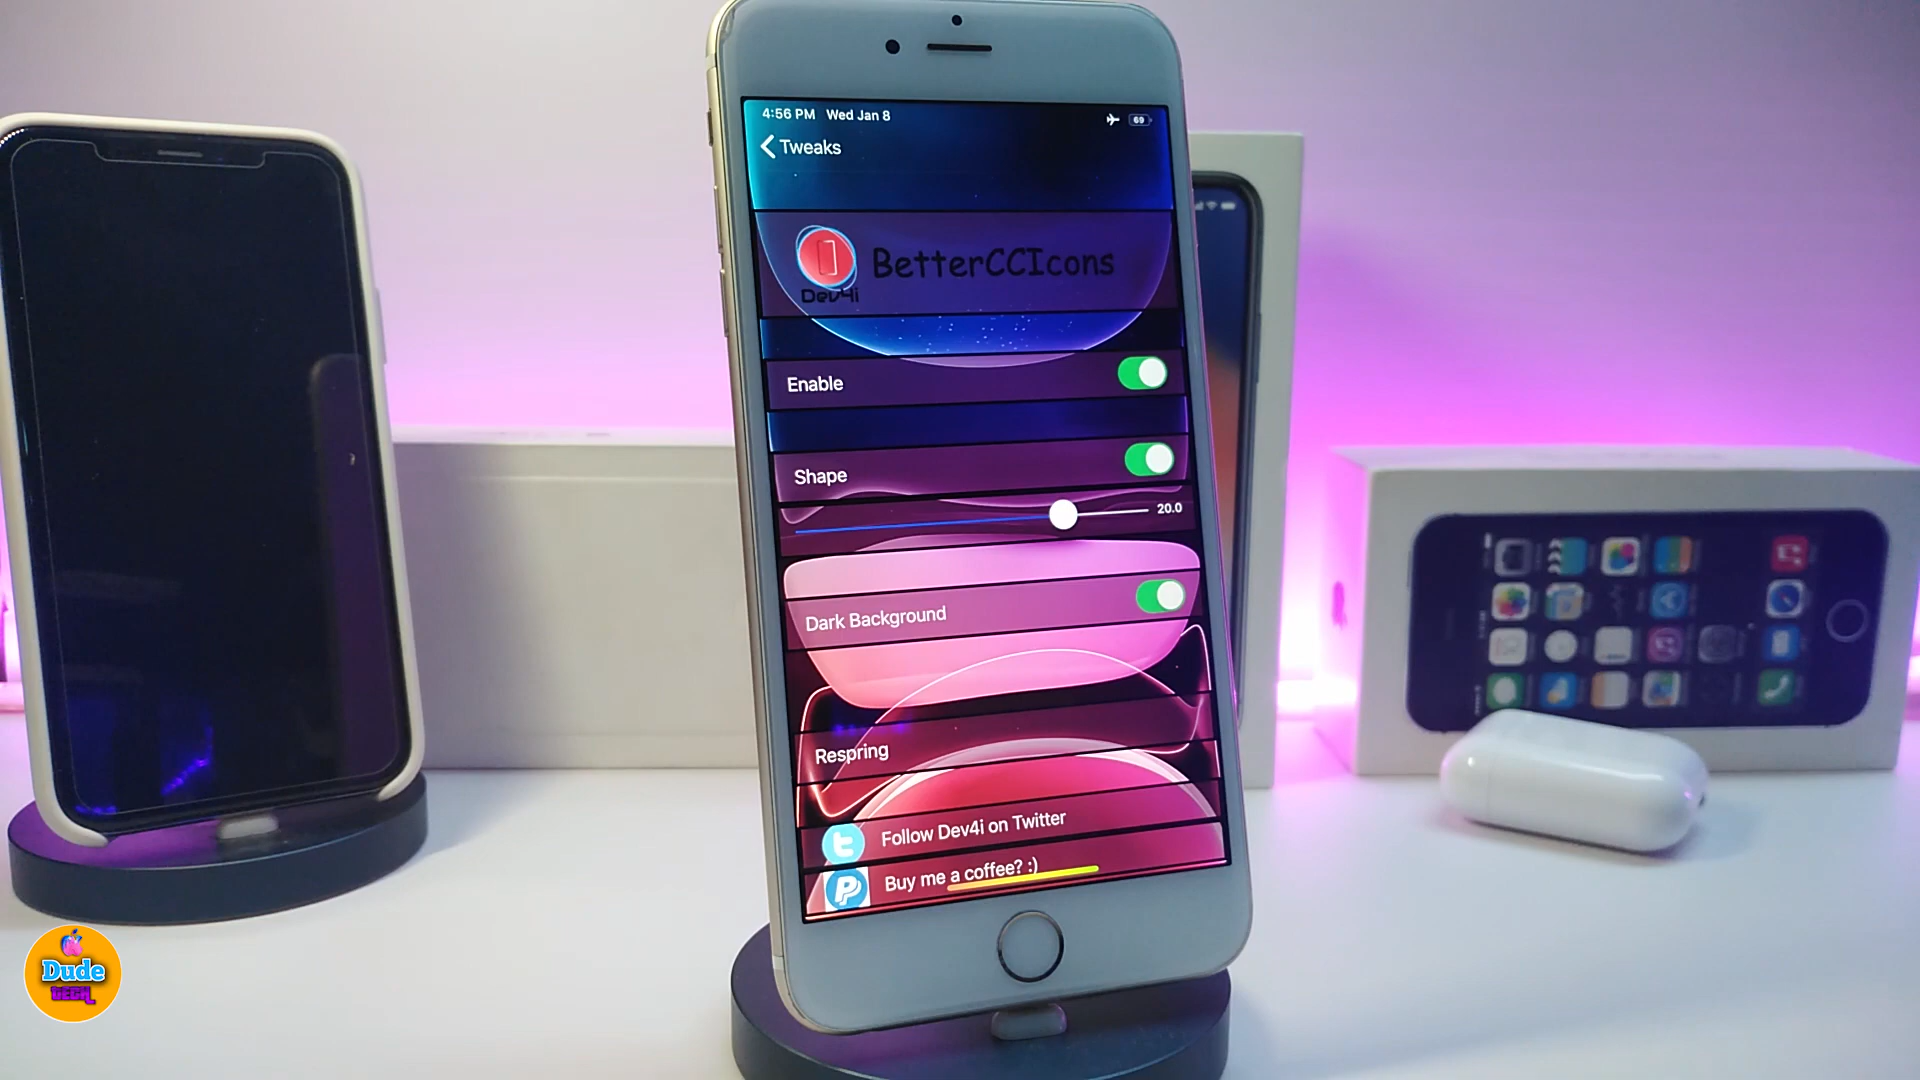 4:56 PM Wed Jan 8
69
Tweaks
BetterCCIcons
Dev4i
Enable
Shape
20.0
Dark Background
Respring
Follow Dev4i on Twitter
Buy me a coffee? :)
Dude
TECH